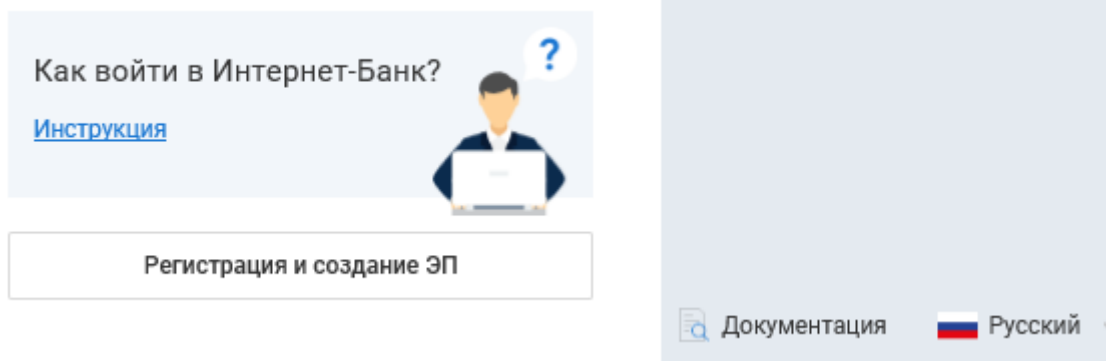 Как войти в Интернет-Банк?
?
Инструкция
Регистрация и создание ЭП
Документация
Русский